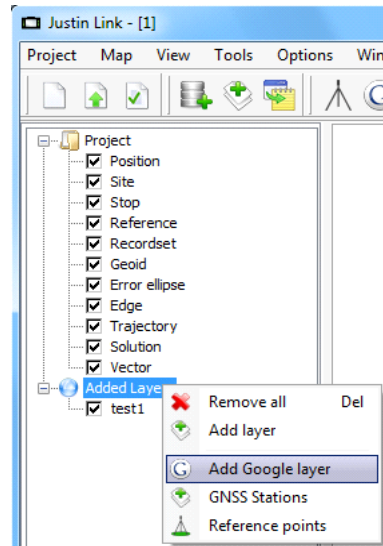 Justin Link - [1]
Project Map View Tools Options
Project
Position
Site
Stop
Reference
Recordset
Geoid
Error ellipse
Edge
Trajectory
Solution
Vector
Added
test1
Remove all Del
Add layer
G Add Google layer
GNSS Stations
Reference points